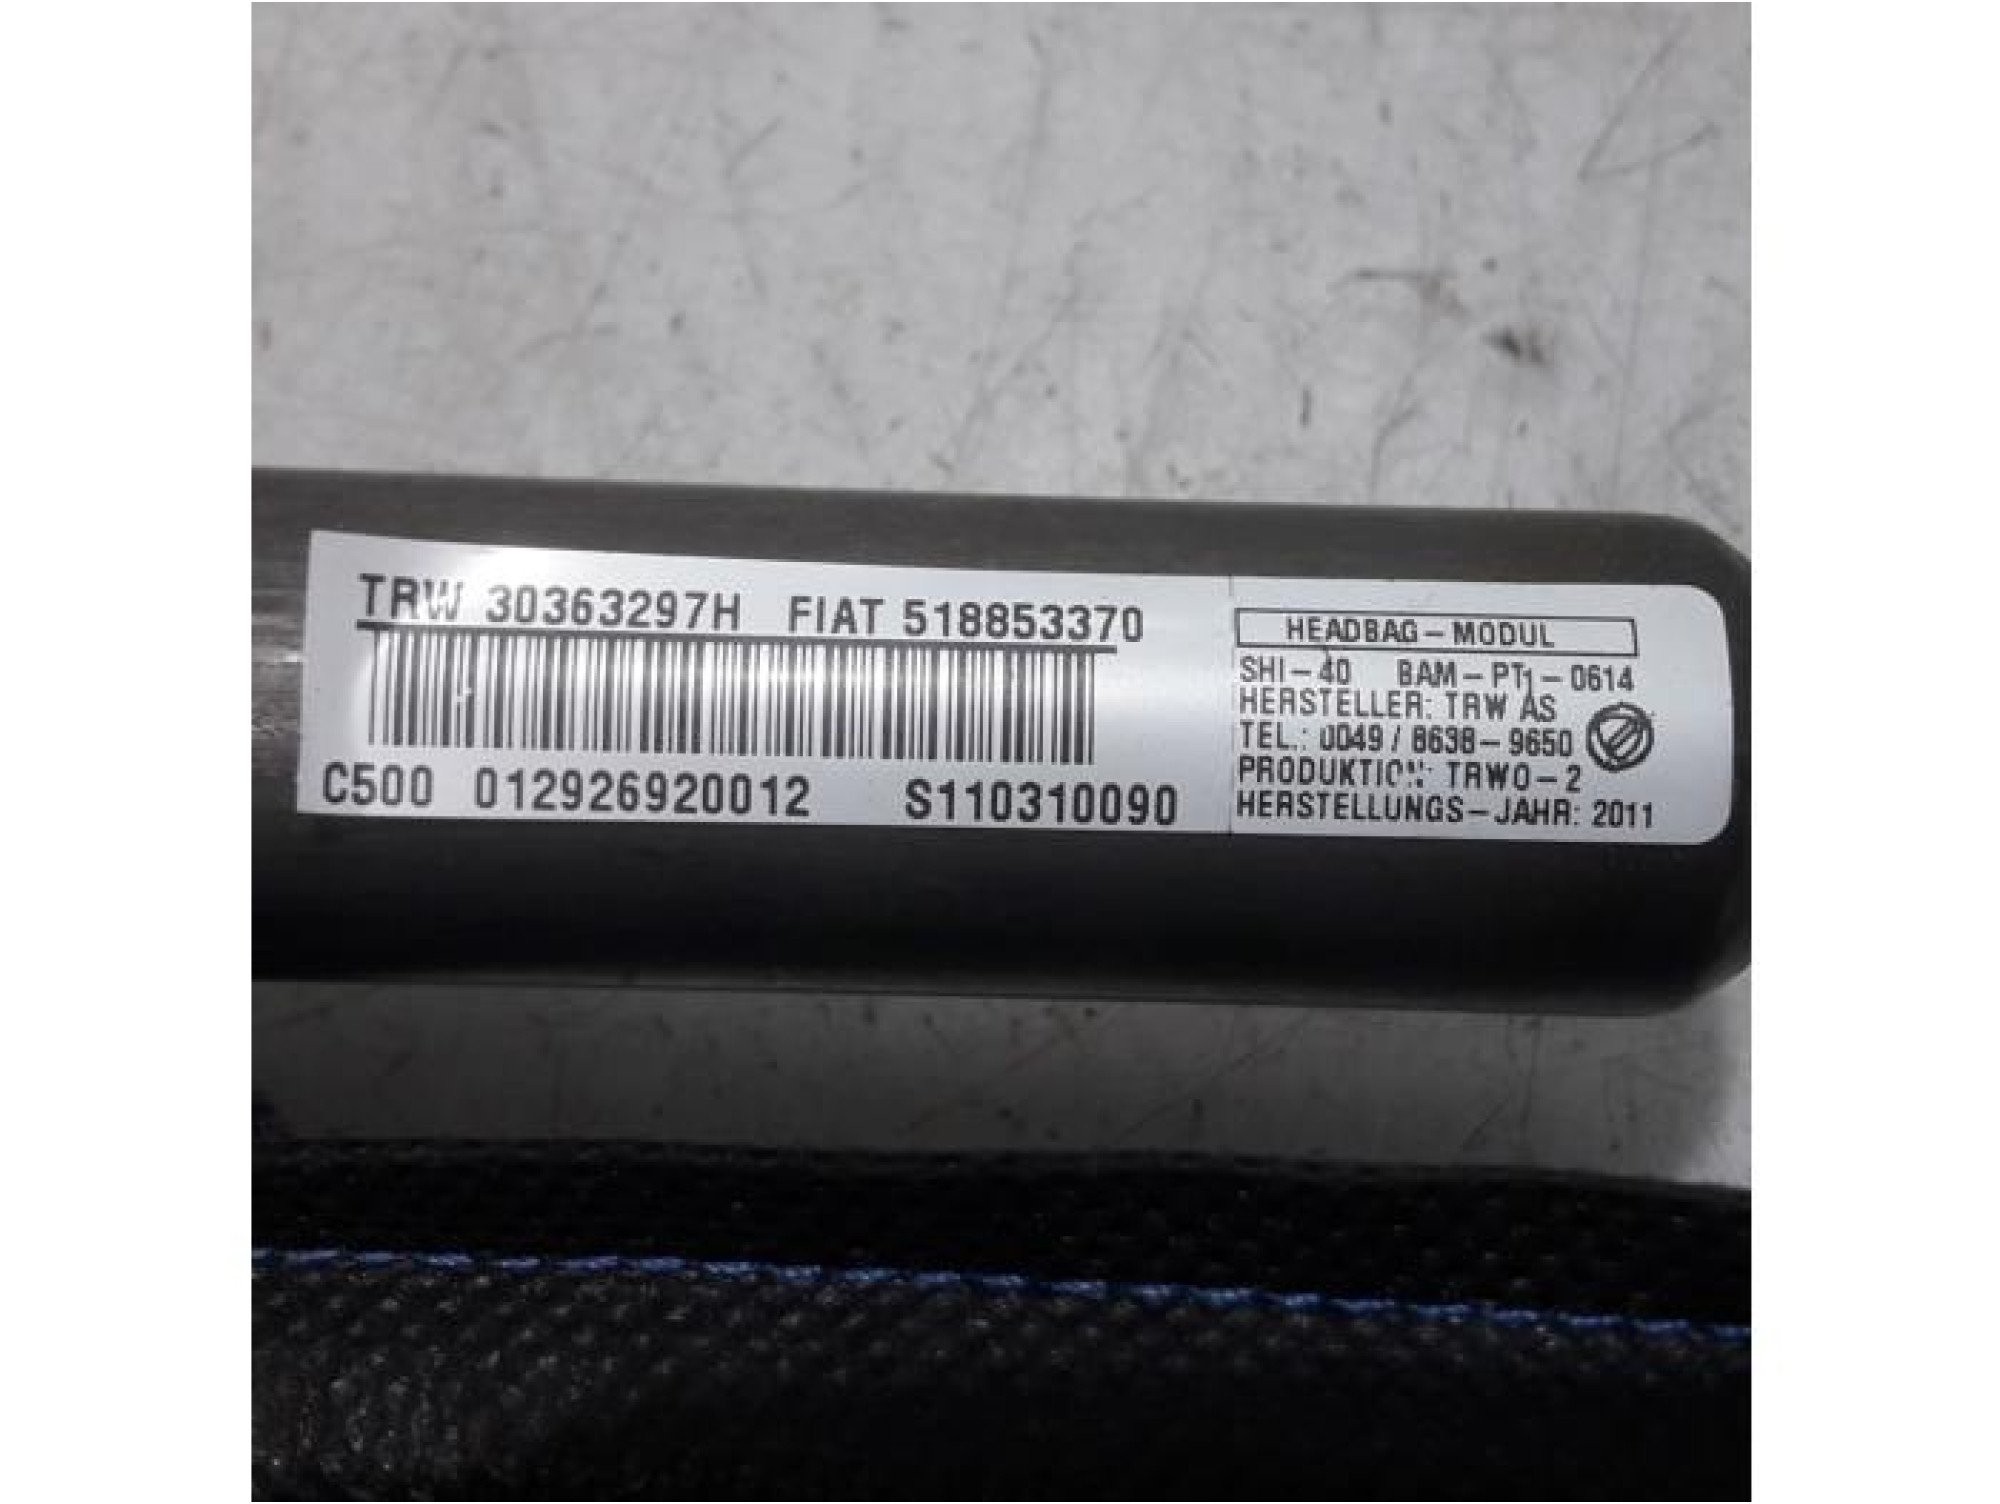 TRW 30363297H FIAT 518853370
C500 012926920012 S110310090
HEADBAG-MODUL
SHI-40 BAM-PT1-0614
HERSTELLER: TRW AS
TEL.: 0049 / 8638-9650
PRODUKTION: TRWO-2
HERSTELLUNGS-JAHR: 2011